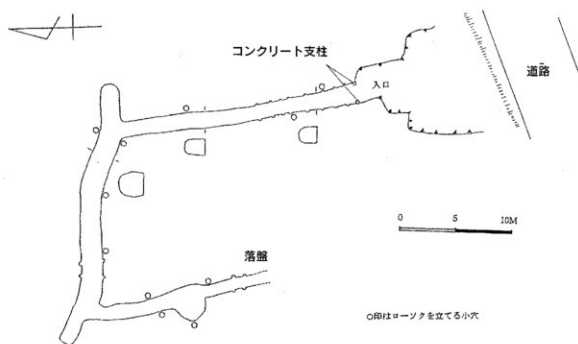 コンクリート支柱
道路
入口
0 5 10M
落盤
○印はローソクを立てる小穴